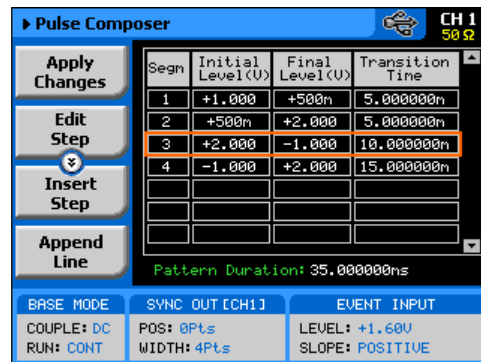 Pulse Composer
CH 1
50 Ω
Apply Changes
Edit Step
Insert Step
Append Line
Segn Initial Level(V) Final Level(V) Transition Time
1 +1.000 +500m 5.000000m
2 +500m +2.000 5.000000m
3 +2.000 -1.000 10.000000m
4 -1.000 +2.000 15.000000m
Pattern Duration: 35.000000ms
BASE MODE
COUPLE: DC
RUN: CONT
SYNC OUT [CH1]
POS: 0Pts
WIDTH: 4Pts
EVENT INPUT
LEVEL: +1.60V
SLOPE: POSITIVE